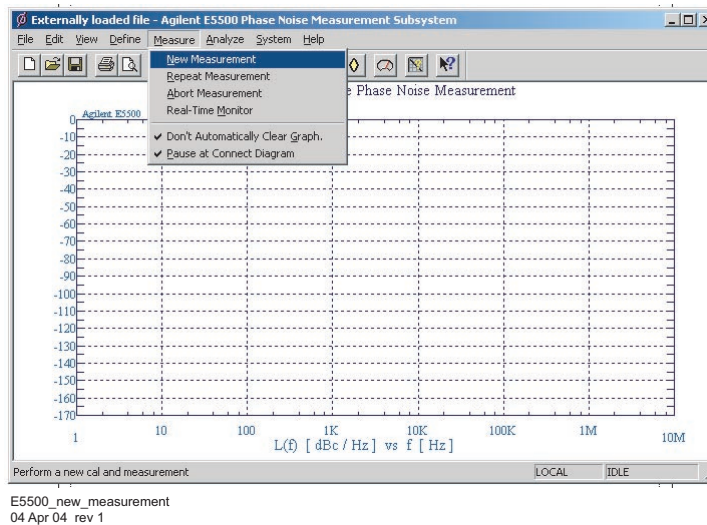 Externally loaded file - Agilent E5500 Phase Noise Measurement Subsystem
File Edit View Define Measure Analyze System Help
New Measurement
Repeat Measurement
Abort Measurement
Real-Time Monitor
✔ Don't Automatically Clear Graph.
✔ Pause at Connect Diagram
Phase Noise Measurement
Agilent E5500
0
-10
-20
-30
-40
-50
-60
-70
-80
-90
-100
-110
-120
-130
-140
-150
-160
-170
1 10 100 1K 10K 100K 1M 10M
L(f) [ dBc / Hz ] vs f [ Hz ]
Perform a new cal and measurement LOCAL IDLE
E5500_new_measurement
04 Apr 04 rev 1